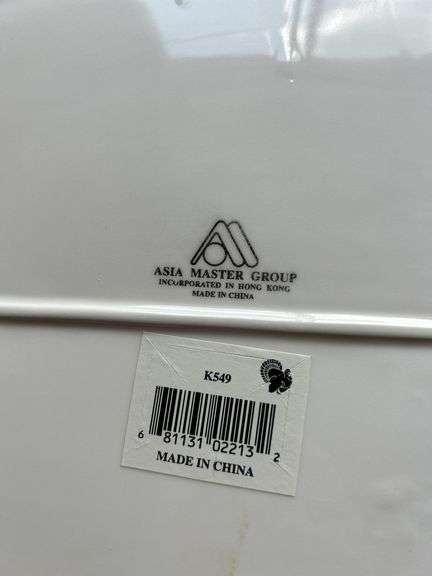 ASIA MASTER GROUP
INCORPORATED IN HONG KONG
MADE IN CHINA
K549
6 81131 02213 2
MADE IN CHINA